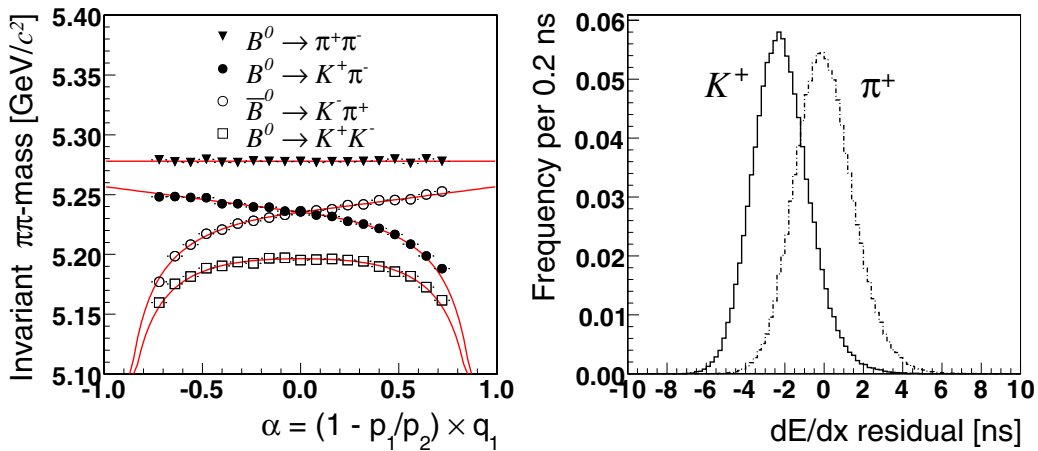 Invariant ππ-mass [GeV/c²]
5.40
5.35
5.30
5.25
5.20
5.15
5.10
▼ B⁰ → π⁺π⁻
● B⁰ → K⁺π⁻
○ B̅⁰ → K⁻π⁺
□ B⁰ → K⁺K⁻
-1.0 -0.5 0.0 0.5 1.0
α = (1 - p₁/p₂) × q₁
Frequency per 0.2 ns
0.06
0.05
0.04
0.03
0.02
0.01
0.00
K⁺
π⁺
-10 -8 -6 -4 -2 0 2 4 6 8 10
dE/dx residual [ns]